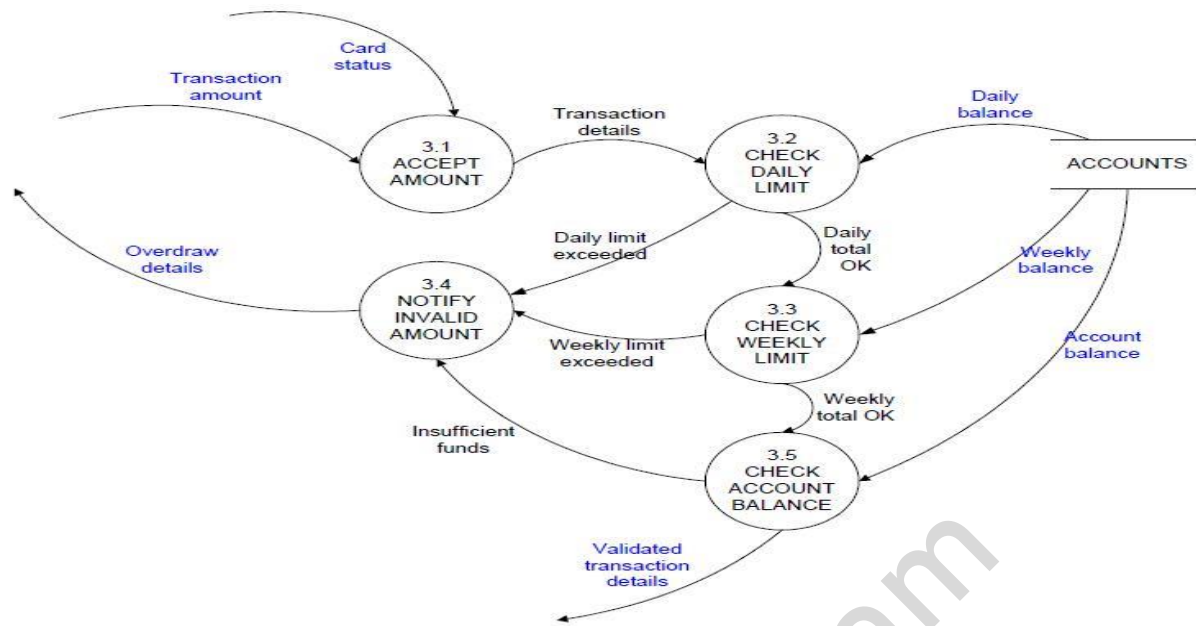 Card
status
Transaction
amount
Transaction
details
Daily
balance
3.1
ACCEPT
AMOUNT
3.2
CHECK
DAILY
LIMIT
ACCOUNTS
Overdraw
details
Daily limit
exceeded
Daily
total
OK
Weekly
balance
3.4
NOTIFY
INVALID
AMOUNT
3.3
CHECK
WEEKLY
LIMIT
Weekly limit
exceeded
Account
balance
Weekly
total OK
Insufficient
funds
3.5
CHECK
ACCOUNT
BALANCE
Validated
transaction
details